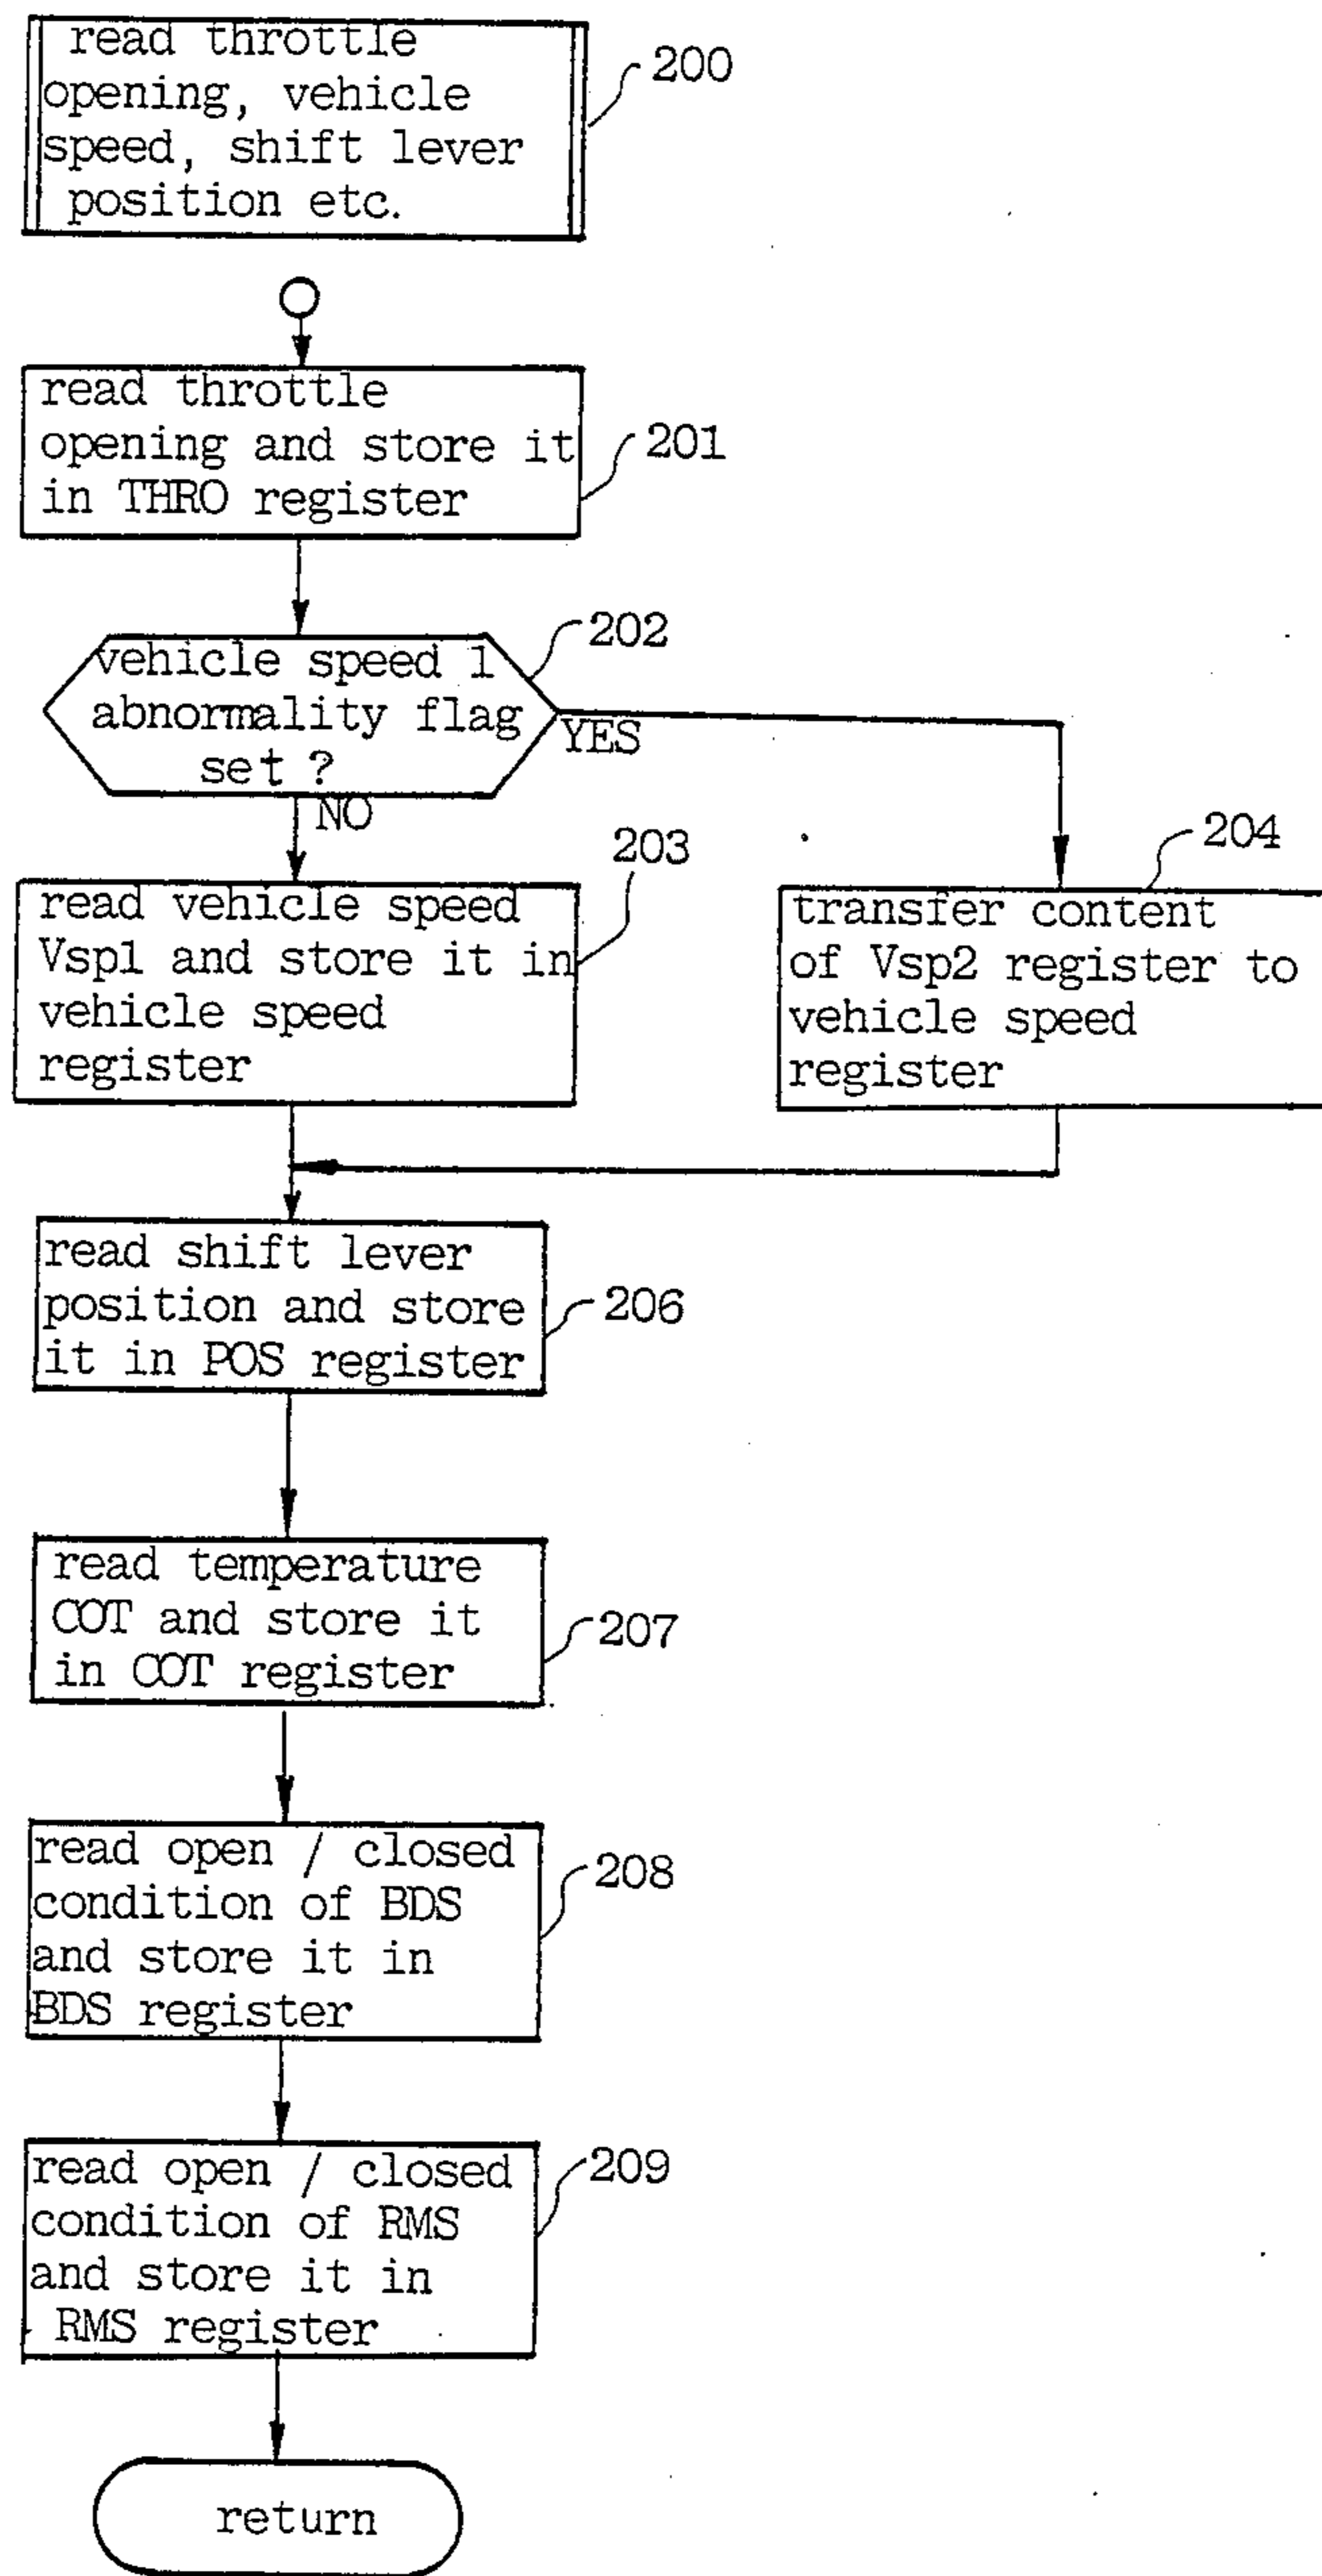 read throttle
opening, vehicle
speed, shift lever
position etc.
200
read throttle
opening and store it
in THRO register
201
vehicle speed 1
abnormality flag
set ?
202
YES
NO
read vehicle speed
Vsp1 and store it in
vehicle speed
register
203
transfer content
of Vsp2 register to
vehicle speed
register
204
read shift lever
position and store
it in POS register
206
read temperature
COT and store it
in COT register
207
read open / closed
condition of BDS
and store it in
BDS register
208
read open / closed
condition of RMS
and store it in
RMS register
209
return